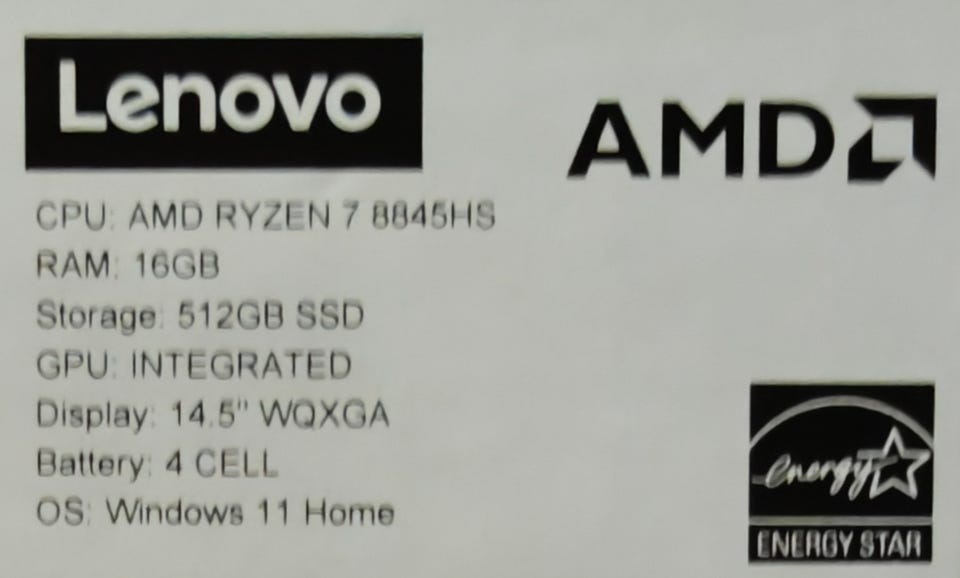 Lenovo
AMD
CPU: AMD RYZEN 7 8845HS
RAM: 16GB
Storage: 512GB SSD
GPU: INTEGRATED
Display: 14.5" WQXGA
Battery: 4 CELL
OS: Windows 11 Home
energy
ENERGY STAR